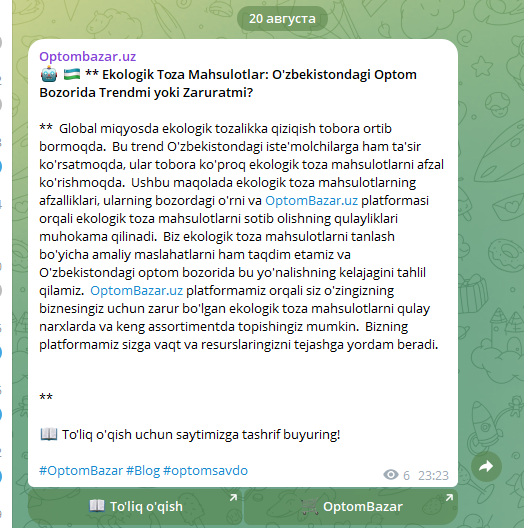 20 августа
Optombazar.uz
** Ekologik Toza Mahsulotlar: O'zbekistondagi Optom
Bozorida Trendmi yoki Zaruratmi?
** Global miqyosda ekologik tozalikka qiziqish tobora ortib
bormoqda. Bu trend O'zbekistondagi iste'molchilarga ham ta'sir
ko'rsatmoqda, ular tobora ko'proq ekologik toza mahsulotlarni afzal
ko'rishmoqda. Ushbu maqolada ekologik toza mahsulotlarning
afzalliklari, ularning bozordagi o'rni va OptomBazar.uz platformasi
orqali ekologik toza mahsulotlarni sotib olishning qulayliklari
muhokama qilinadi. Biz ekologik toza mahsulotlarni tanlash
bo'yicha amaliy maslahatlarni ham taqdim etamiz va
O'zbekistondagi optom bozorida bu yo'nalishning kelajagini tahlil
qilamiz. OptomBazar.uz platformamiz orqali siz o'zingizning
biznesingiz uchun zarur bo'lgan ekologik toza mahsulotlarni qulay
narxlarda va keng assortimentda topishingiz mumkin. Bizning
platformamiz sizga vaqt va resurslaringizni tejashga yordam beradi.
**
📖 To'liq o'qish uchun saytimizga tashrif buyuring!
#OptomBazar #Blog #optomsavdo
6 23:23
📖 To'liq o'qish
🛒 OptomBazar